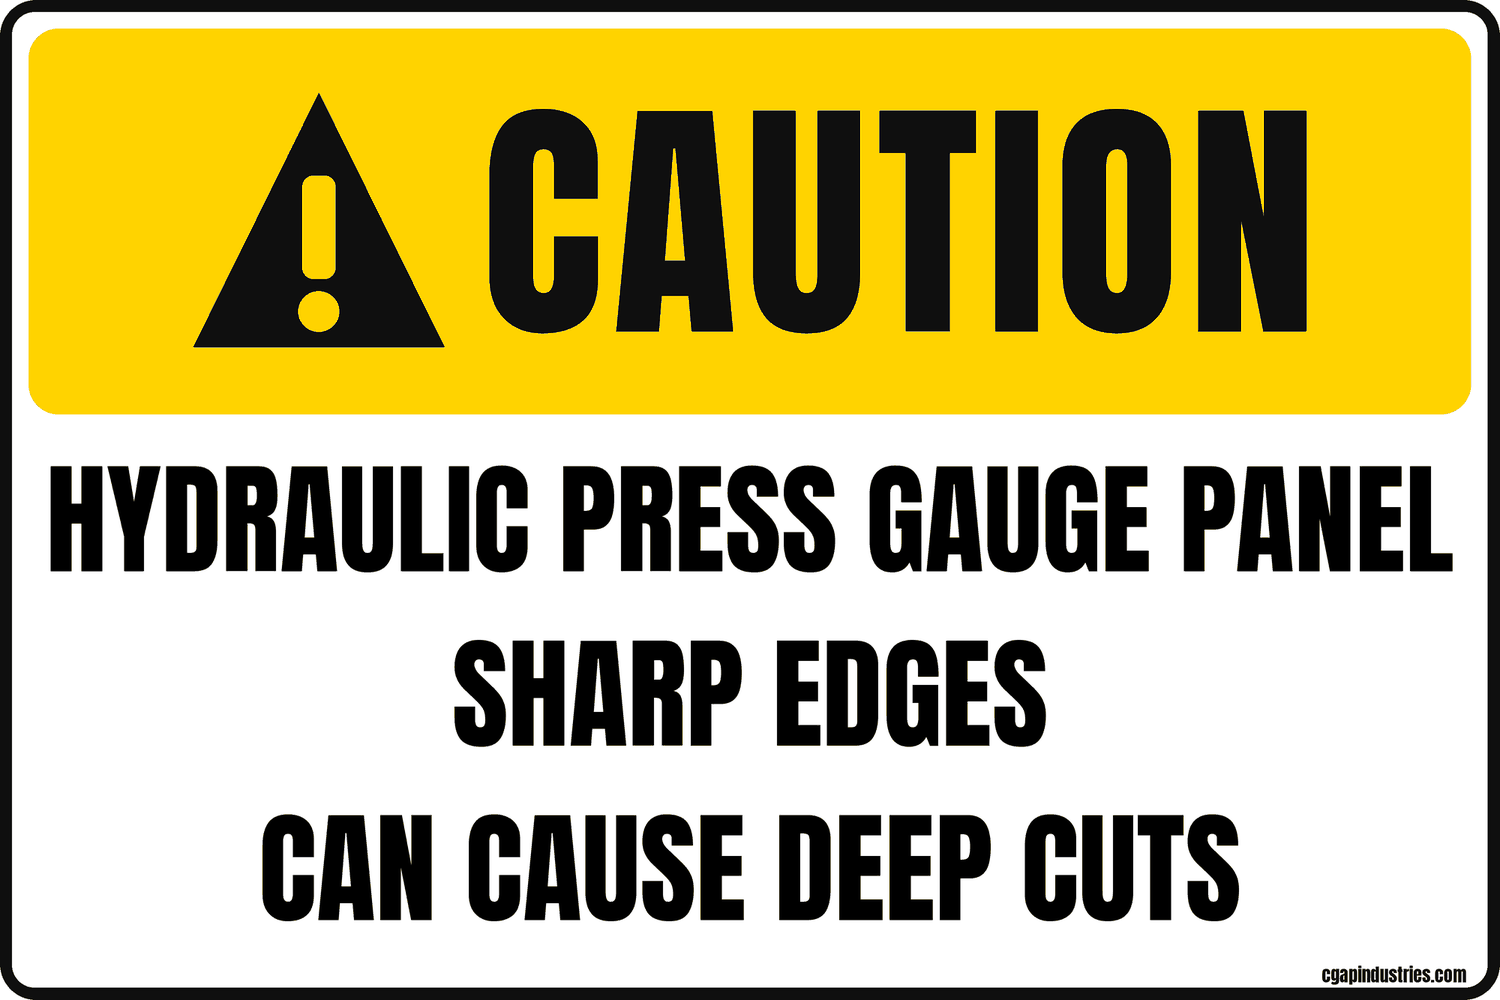 CAUTION
HYDRAULIC PRESS GAUGE PANEL
SHARP EDGES
CAN CAUSE DEEP CUTS
cgapindustries.com